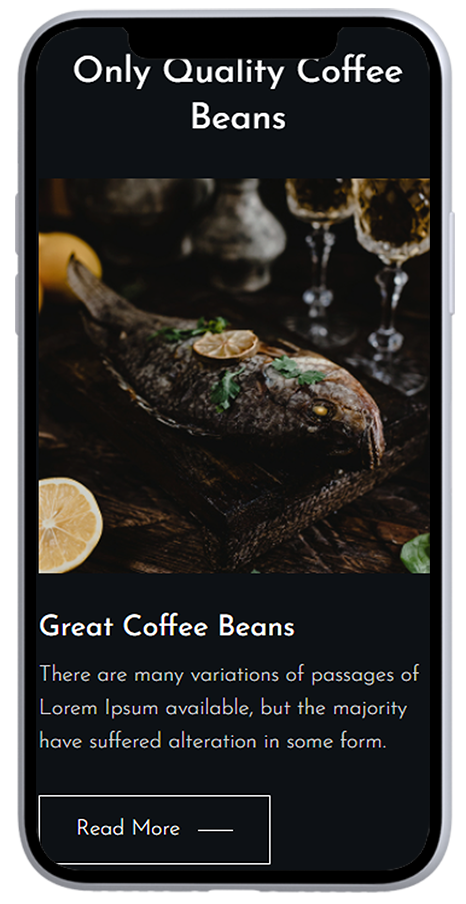 Only Quality Coffee
Beans
Great Coffee Beans
There are many variations of passages of
Lorem Ipsum available, but the majority
have suffered alteration in some form.
Read More